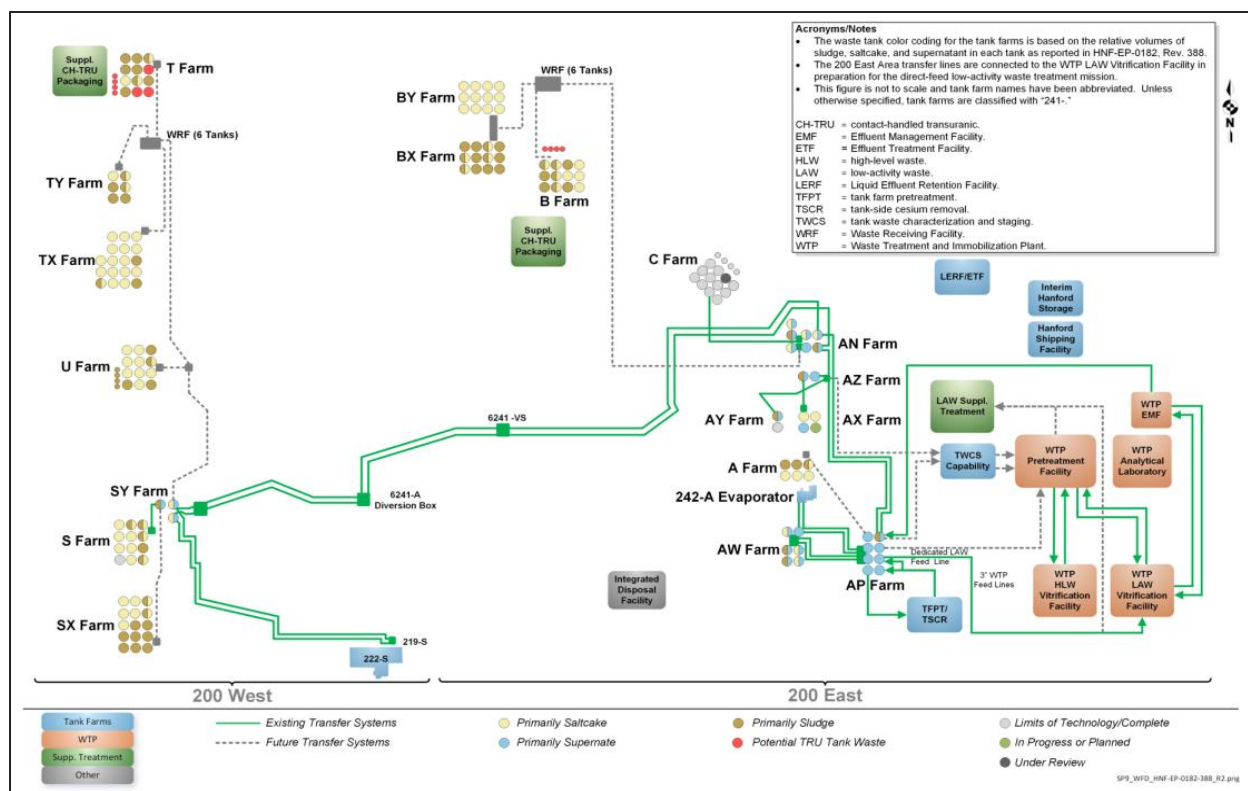 Suppl.
CH-TRU
Packaging
T Farm
WRF (6 Tanks)
TY Farm
TX Farm
U Farm
SY Farm
S Farm
SX Farm
BY Farm
WRF (6 Tanks)
BX Farm
B Farm
Suppl.
CH-TRU
Packaging
C Farm
6241 -VS
6241-A
Diversion Box
219-S
222-S
AN Farm
AZ Farm
AY Farm
AX Farm
A Farm
242-A Evaporator
AW Farm
AP Farm
Integrated
Disposal
Facility
Dedicated LAW
Feed Line
3" WTP
Feed Lines
TFPT/
TSCR
LERF/ETF
Interim
Hanford
Storage
Hanford
Shipping
Facility
LAW Suppl.
Treatment
TWCS
Capability
WTP
Pretreatment
Facility
WTP
EMF
WTP
Analytical
Laboratory
WTP
HLW
Vitrification
Facility
WTP
LAW
Vitrification
Facility
Acronyms/Notes
• The waste tank color coding for the tank farms is based on the relative volumes of
sludge, saltcake, and supernatant in each tank as reported in HNF-EP-0182, Rev. 388.
• The 200 East Area transfer lines are connected to the WTP LAW Vitrification Facility in
preparation for the direct-feed low-activity waste treatment mission.
• This figure is not to scale and tank farm names have been abbreviated. Unless
otherwise specified, tank farms are classified with "241-."
CH-TRU = contact-handled transuranic.
EMF = Effluent Management Facility.
ETF = Effluent Treatment Facility.
HLW = high-level waste.
LAW = low-activity waste.
LERF = Liquid Effluent Retention Facility.
TFPT = tank farm pretreatment.
TSCR = tank-side cesium removal.
TWCS = tank waste characterization and staging.
WRF = Waste Receiving Facility.
WTP = Waste Treatment and Immobilization Plant.
N
200 West
200 East
Tank Farms
WTP
Supp. Treatment
Other
Existing Transfer Systems
Future Transfer Systems
Primarily Saltcake
Primarily Supernate
Primarily Sludge
Potential TRU Tank Waste
Limits of Technology/Complete
In Progress or Planned
Under Review
SP9_WFD_HNF-EP-0182-388_R2.png